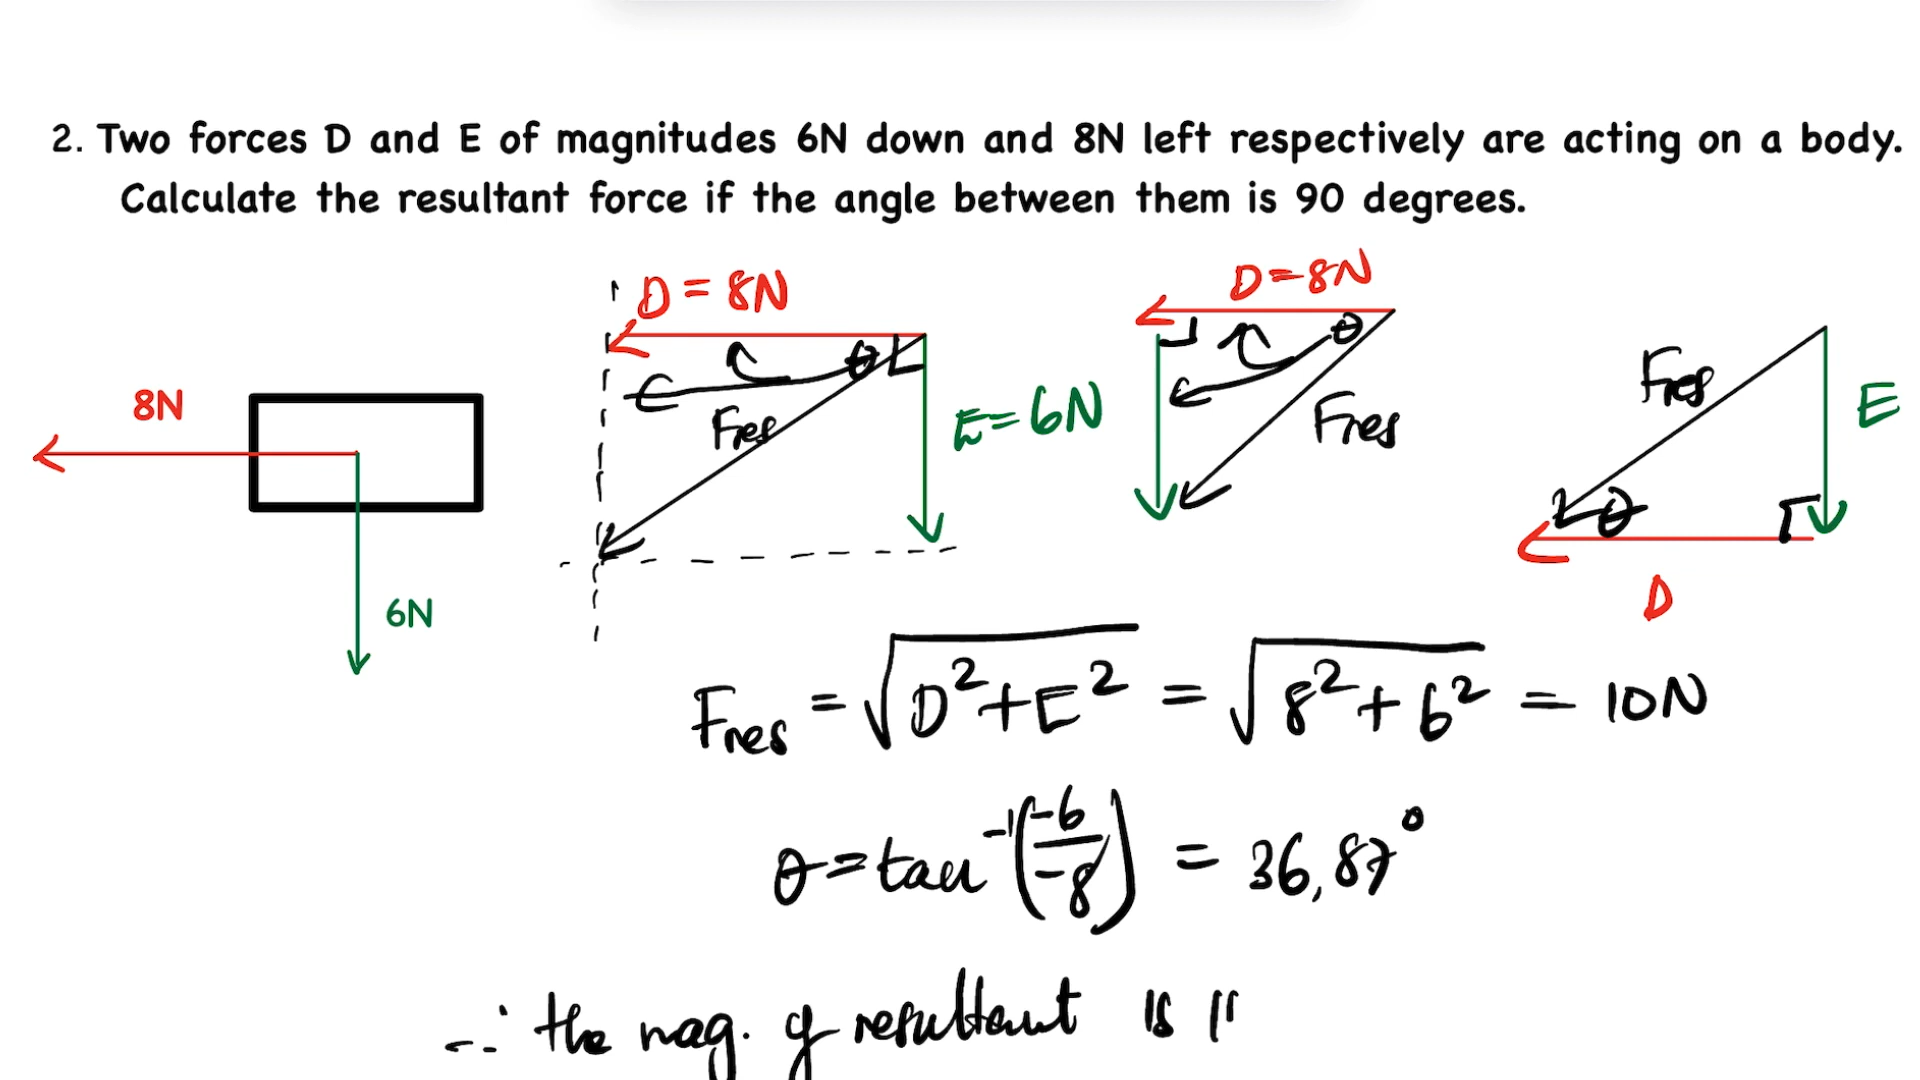 2. Two forces D and E of magnitudes 6N down and 8N left respectively are acting on a body.
Calculate the resultant force if the angle between them is 90 degrees.
8N
6N
D = 8N
θ
Fres
E = 6N
D = 8N
θ
Fres
Fres
E
θ
D
Fres = √(D²+E²) = √(8²+6²) = 10N
θ = tan⁻¹(-6/-8) = 36,87°
∴ the mag. of resultant is